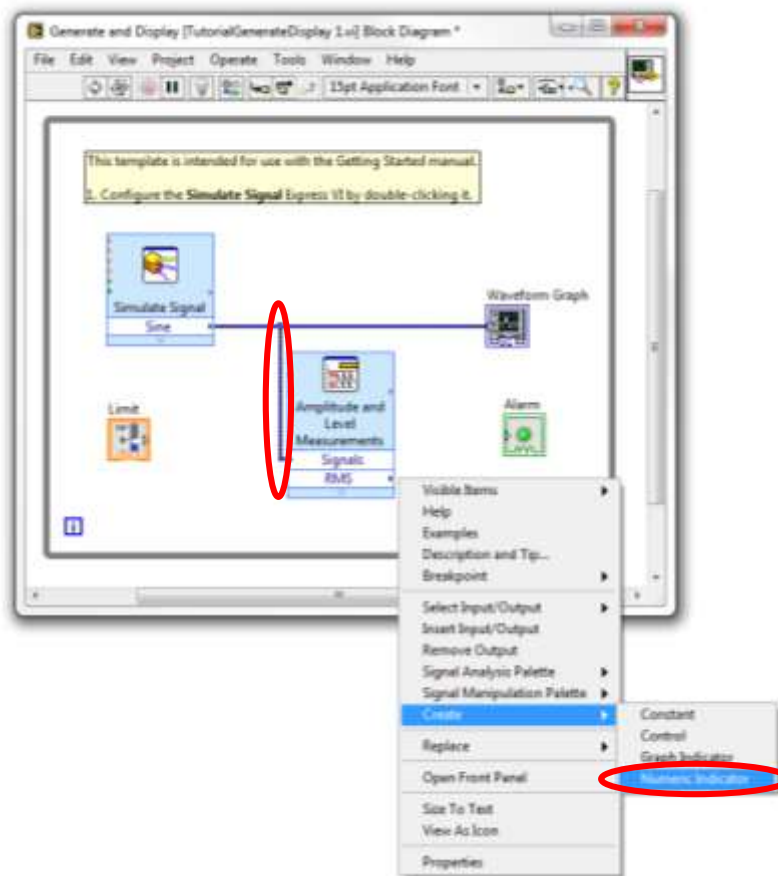 Generate and Display [TutorialGenerateDisplay 1.vi] Block Diagram *
File Edit View Project Operate Tools Window Help
15pt Application Font
This template is intended for use with the Getting Started manual.
1. Configure the Simulate Signal Express VI by double-clicking it.
Simulate Signal
Sine
Waveform Graph
Amplitude and
Level
Measurements
Signals
RMS
Limit
Alarm
i
Visible Items
Help
Examples
Description and Tip...
Breakpoint
Select Input/Output
Insert Input/Output
Remove Output
Signal Analysis Palette
Signal Manipulation Palette
Create
Replace
Open Front Panel
Size To Text
View As Icon
Properties
Constant
Control
Graph Indicator
Numeric Indicator